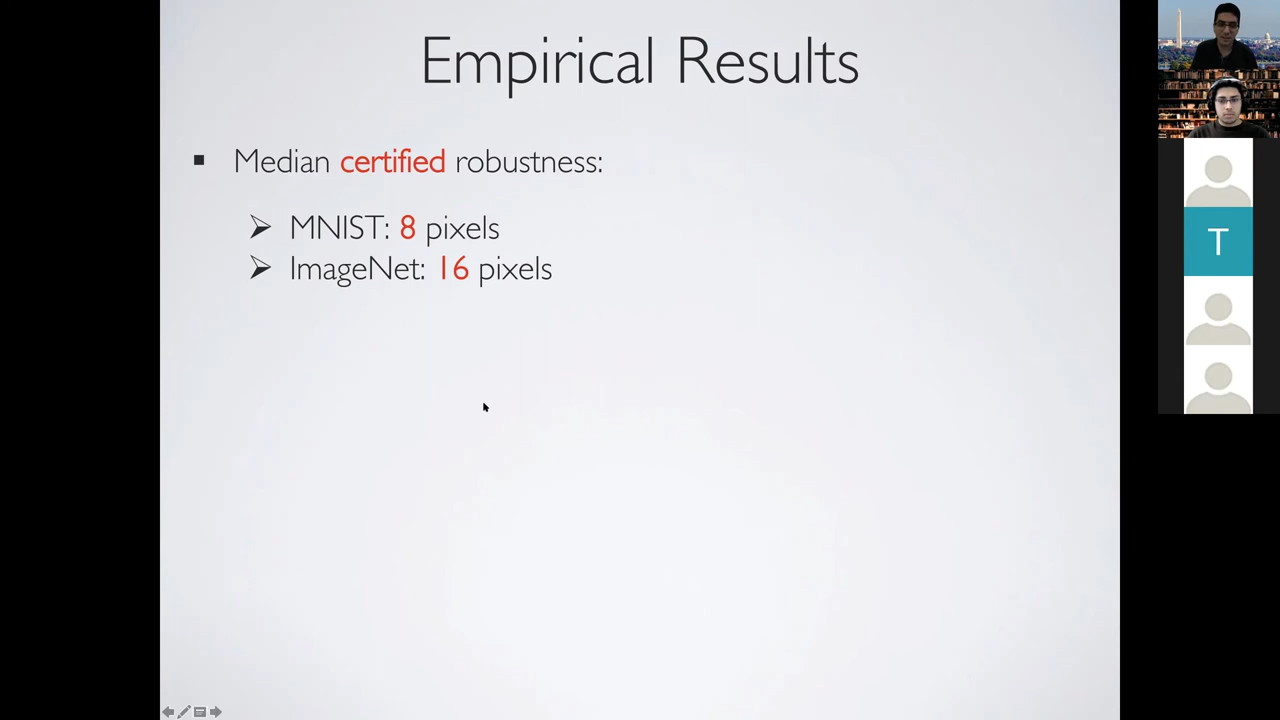 Empirical Results
▪ Median certified robustness:
➢ MNIST: 8 pixels
➢ ImageNet: 16 pixels
T